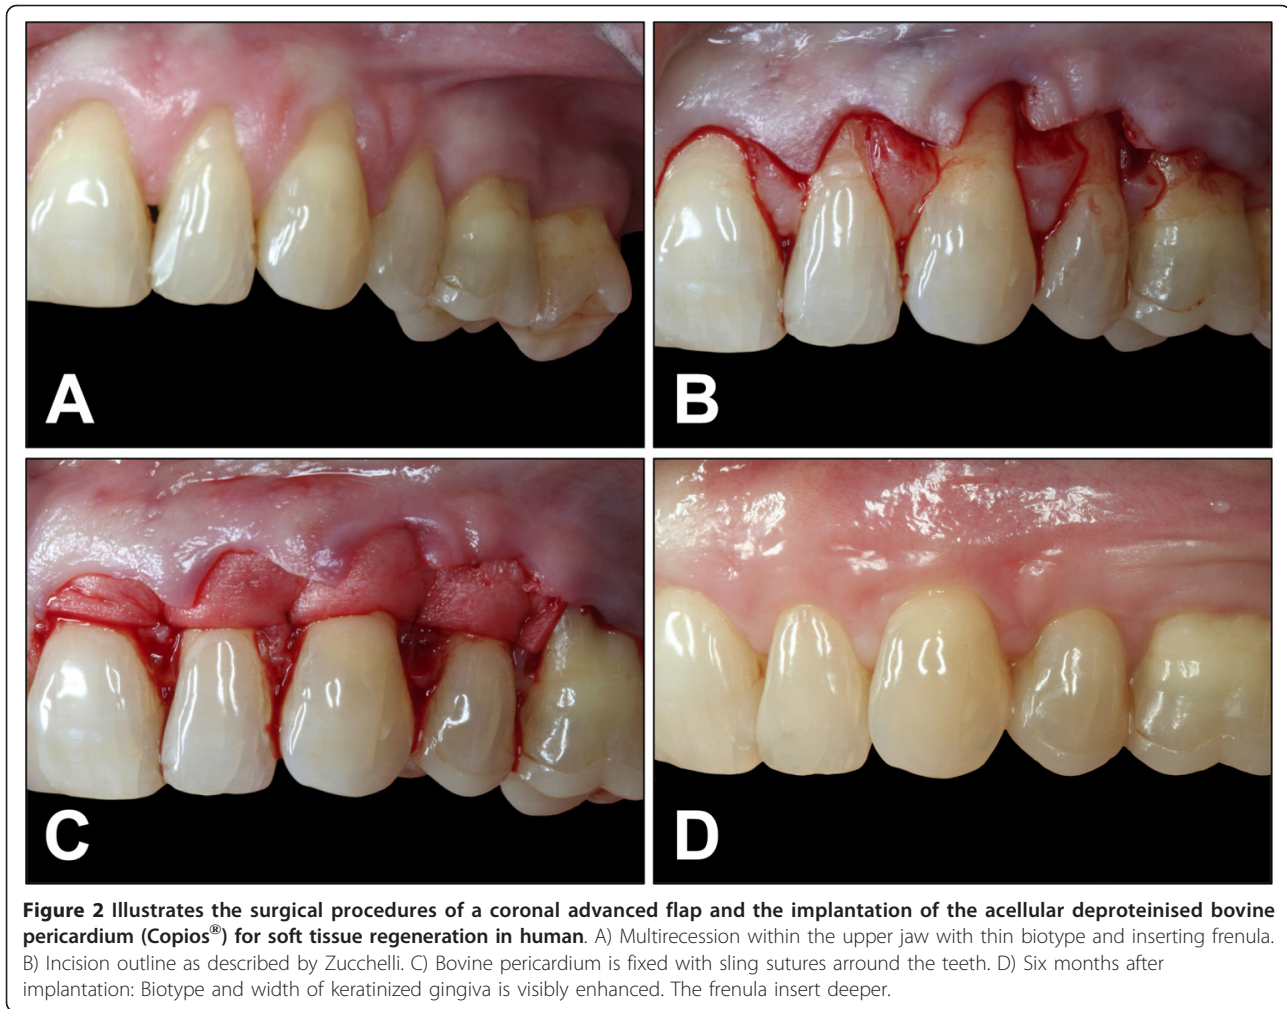 A
B
C
D
Figure 2 Illustrates the surgical procedures of a coronal advanced flap and the implantation of the acellular deproteinised bovine
pericardium (Copios®) for soft tissue regeneration in human. A) Multirecession within the upper jaw with thin biotype and inserting frenula.
B) Incision outline as described by Zucchelli. C) Bovine pericardium is fixed with sling sutures arround the teeth. D) Six months after
implantation: Biotype and width of keratinized gingiva is visibly enhanced. The frenula insert deeper.